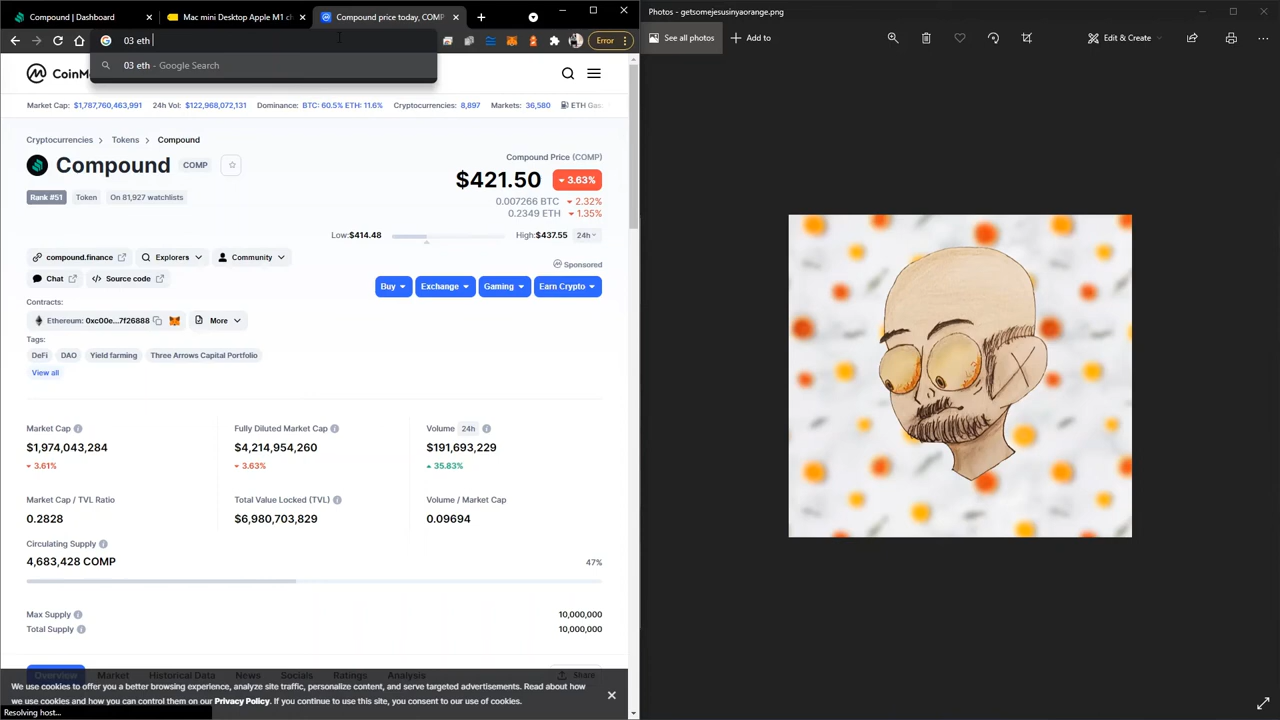 Compound | Dashboard
Mac mini Desktop Apple M1 ch
Compound price today, COMP
Photos - getsomejesusinyaorange.png
03 eth
Error
See all photos
Add to
Edit & Create
03 eth - Google Search
CoinM
Market Cap: $1,787,760,463,991 24h Vol: $122,968,072,131 Dominance: BTC: 60.5% ETH: 11.6% Cryptocurrencies: 8,897 Markets: 36,580 ETH Gas:
Cryptocurrencies Tokens Compound
Compound COMP
Compound Price (COMP)
$421.50 3.63%
Rank #51 Token On 81,927 watchlists
0.007266 BTC 2.32%
0.2349 ETH 1.35%
Low: $414.48 High: $437.55 24h
compound.finance Explorers Community
Sponsored
Chat Source code
Buy Exchange Gaming Earn Crypto
Contracts:
Ethereum: 0xc00e...7f26888 More
Tags:
DeFi DAO Yield farming Three Arrows Capital Portfolio
View all
Market Cap Fully Diluted Market Cap Volume 24h
$1,974,043,284 $4,214,954,260 $191,693,229
3.61% 3.63% 35.83%
Market Cap / TVL Ratio Total Value Locked (TVL) Volume / Market Cap
0.2828 $6,980,703,829 0.09694
Circulating Supply
4,683,428 COMP 47%
Max Supply 10,000,000
Total Supply 10,000,000
Overview Market Historical Data News Social Ratings Analysis Share
We use cookies to offer you a better browsing experience, analyze site traffic, personalize content, and serve targeted advertisements. Read about how
we use cookies and how you can control them on our Privacy Policy. If you continue to use this site, you consent to our use of cookies.
Resolving host...